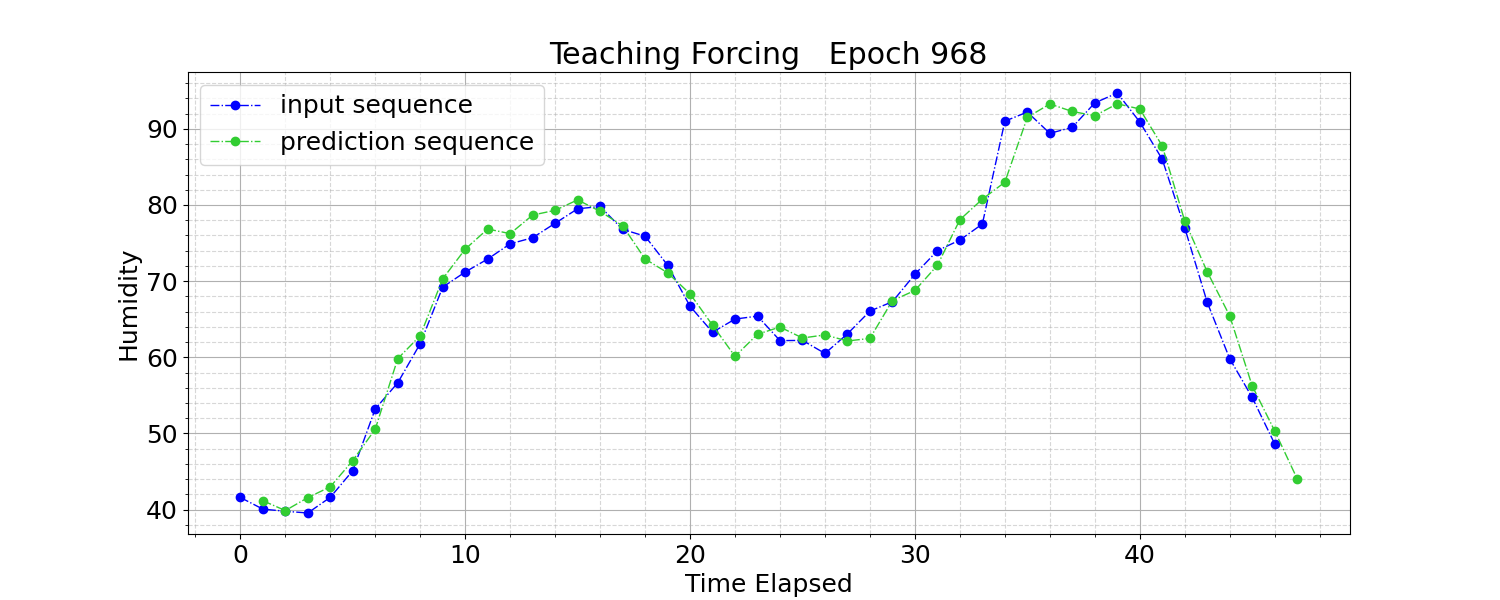 Teaching Forcing   Epoch 968
input sequence
prediction sequence
Humidity
90
80
70
60
50
40
0 10 20 30 40
Time Elapsed